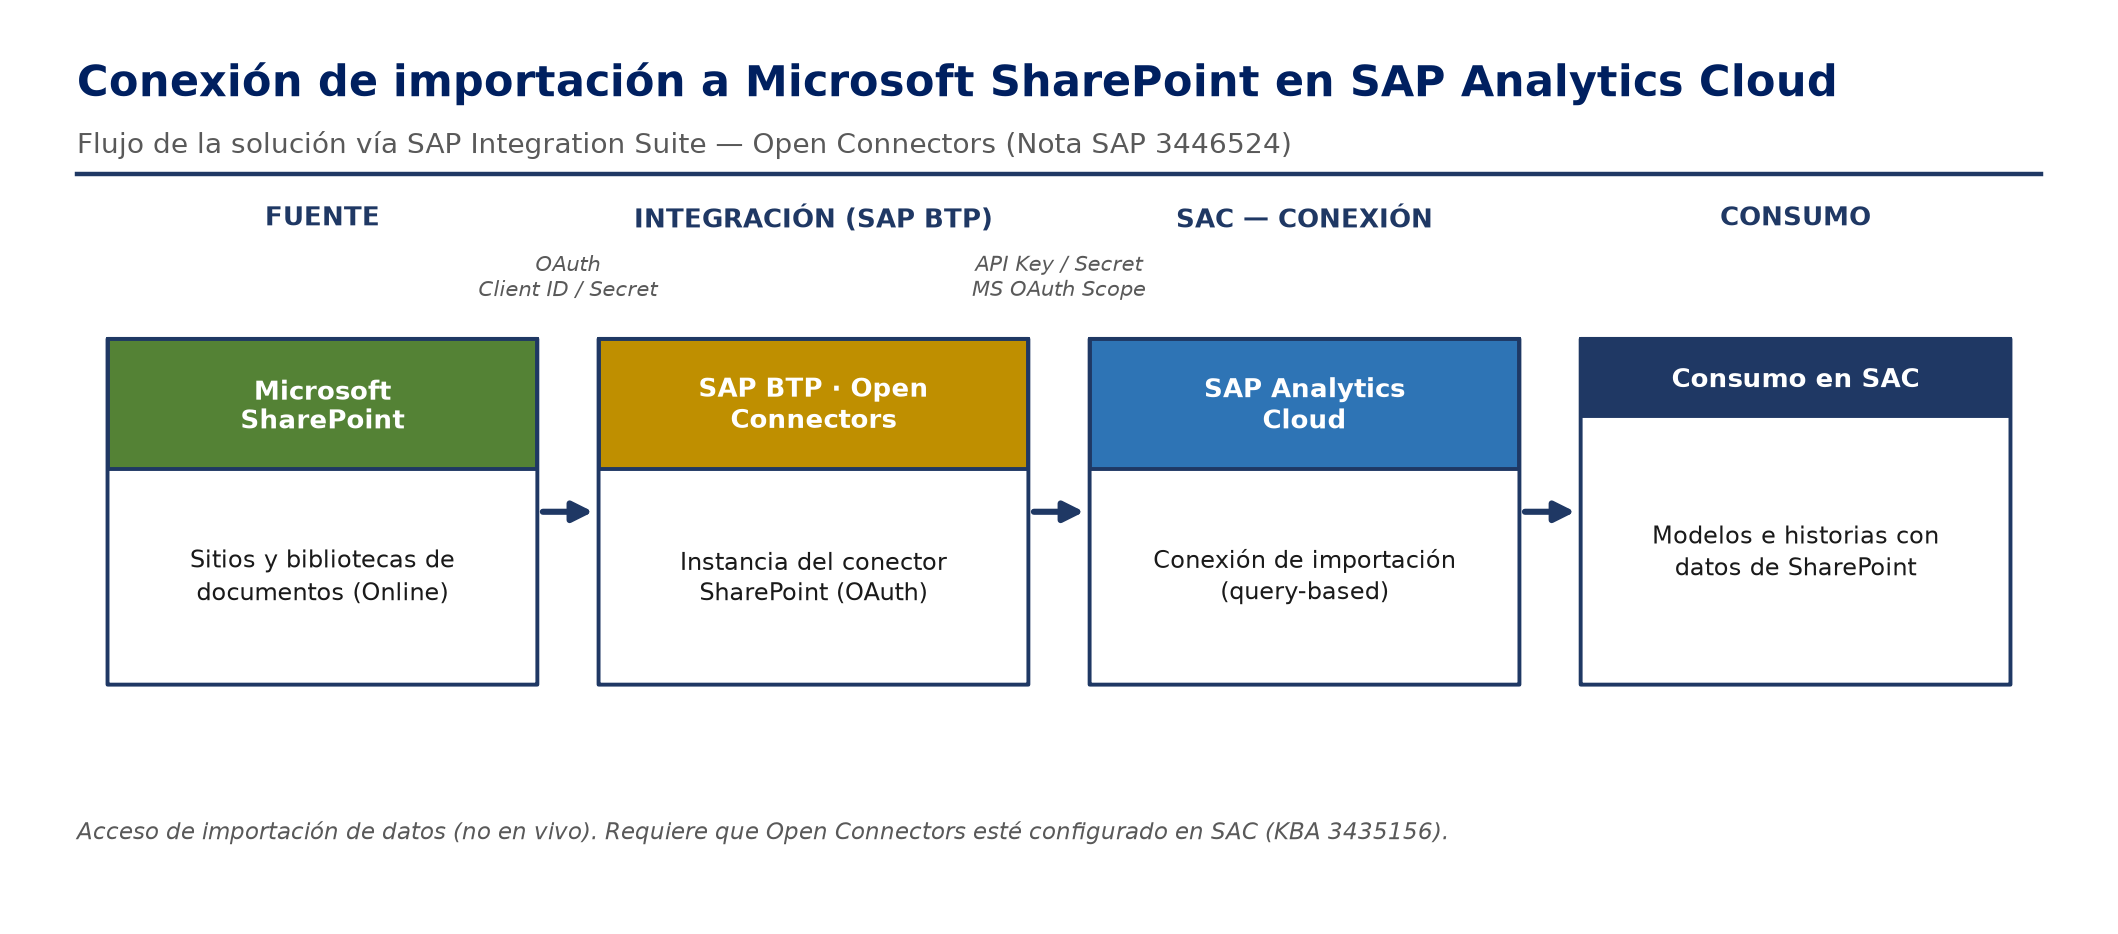 Conexión de importación a Microsoft SharePoint en SAP Analytics Cloud
Flujo de la solución vía SAP Integration Suite — Open Connectors (Nota SAP 3446524)
FUENTE
INTEGRACIÓN (SAP BTP)
SAC — CONEXIÓN
CONSUMO
OAuth
Client ID / Secret
API Key / Secret
MS OAuth Scope
Microsoft
SharePoint
Sitios y bibliotecas de
documentos (Online)
SAP BTP · Open
Connectors
Instancia del conector
SharePoint (OAuth)
SAP Analytics
Cloud
Conexión de importación
(query-based)
Consumo en SAC
Modelos e historias con
datos de SharePoint
Acceso de importación de datos (no en vivo). Requiere que Open Connectors esté configurado en SAC (KBA 3435156).